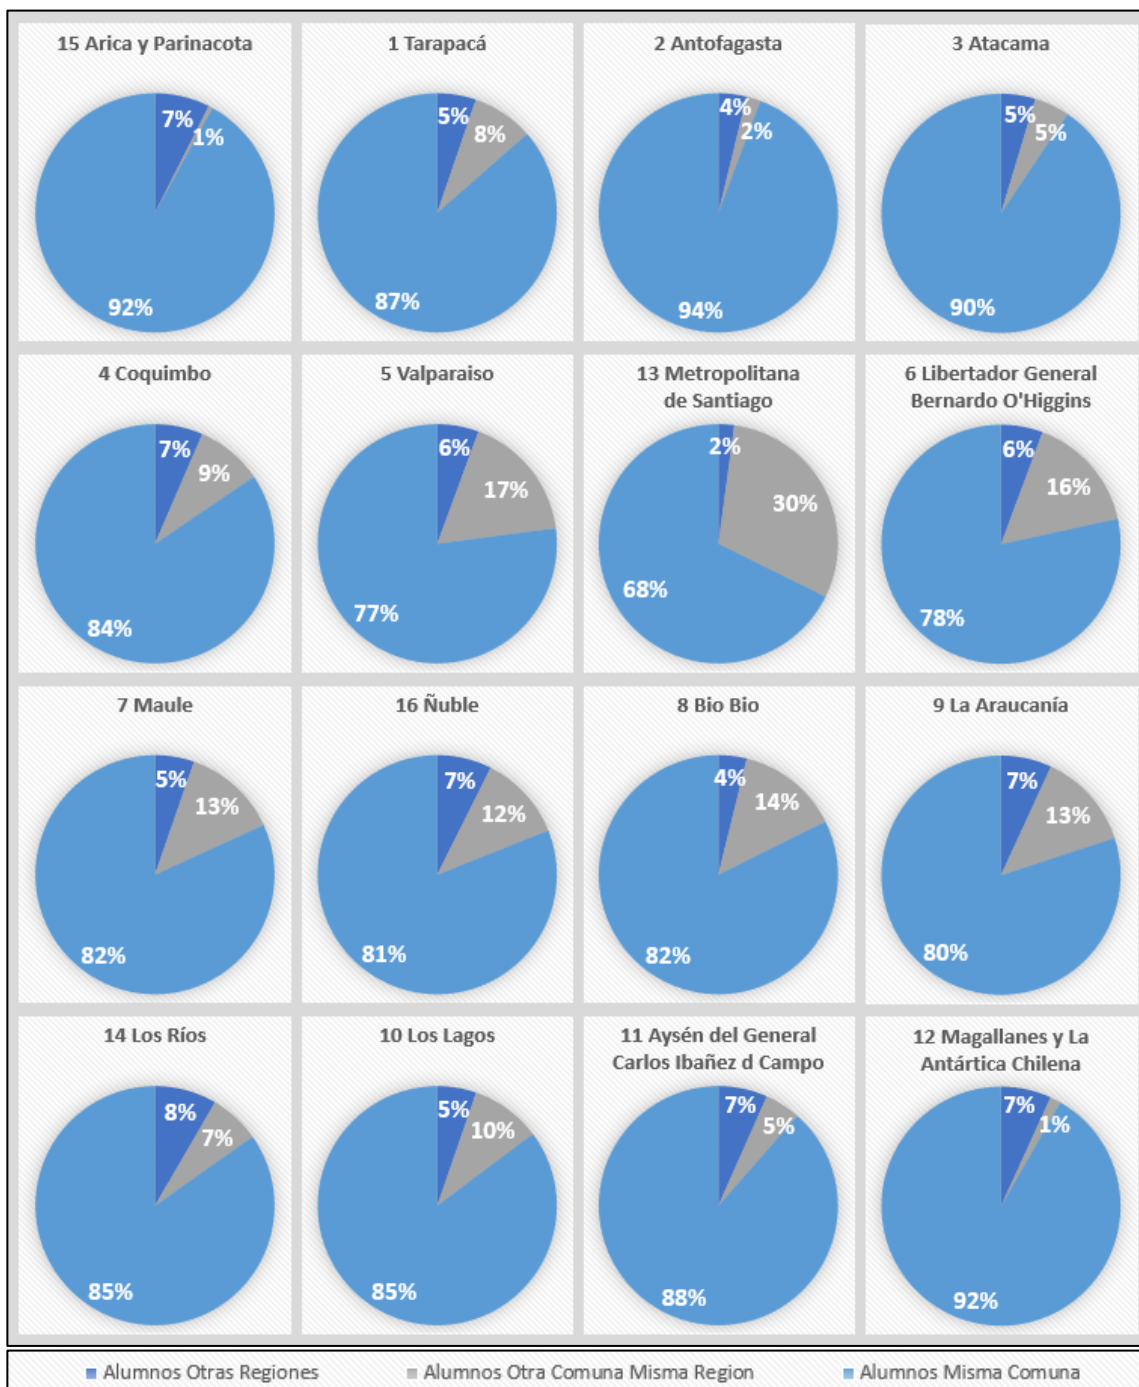 15 Arica y Parinacota
7%
1%
92%
1 Tarapacá
5%
8%
87%
2 Antofagasta
4%
2%
94%
3 Atacama
5%
5%
90%
4 Coquimbo
7%
9%
84%
5 Valparaiso
6%
17%
77%
13 Metropolitana
de Santiago
2%
30%
68%
6 Libertador General
Bernardo O'Higgins
6%
16%
78%
7 Maule
5%
13%
82%
16 Ñuble
7%
12%
81%
8 Bio Bio
4%
14%
82%
9 La Araucanía
7%
13%
80%
14 Los Ríos
8%
7%
85%
10 Los Lagos
5%
10%
85%
11 Aysén del General
Carlos Ibañez d Campo
7%
5%
88%
12 Magallanes y La
Antártica Chilena
7%
1%
92%
Alumnos Otras Regiones
Alumnos Otra Comuna Misma Region
Alumnos Misma Comuna